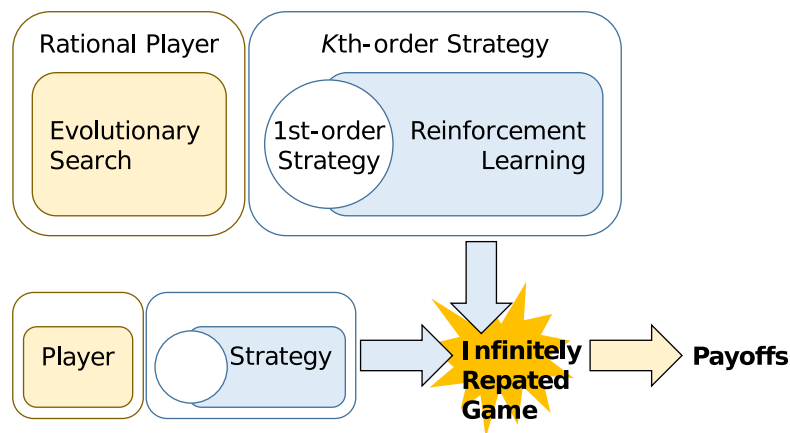 Rational Player
Kth-order Strategy
Evolutionary
Search
1st-order
Strategy
Reinforcement
Learning
Player
Strategy
Infinitely
Repated
Game
Payoffs